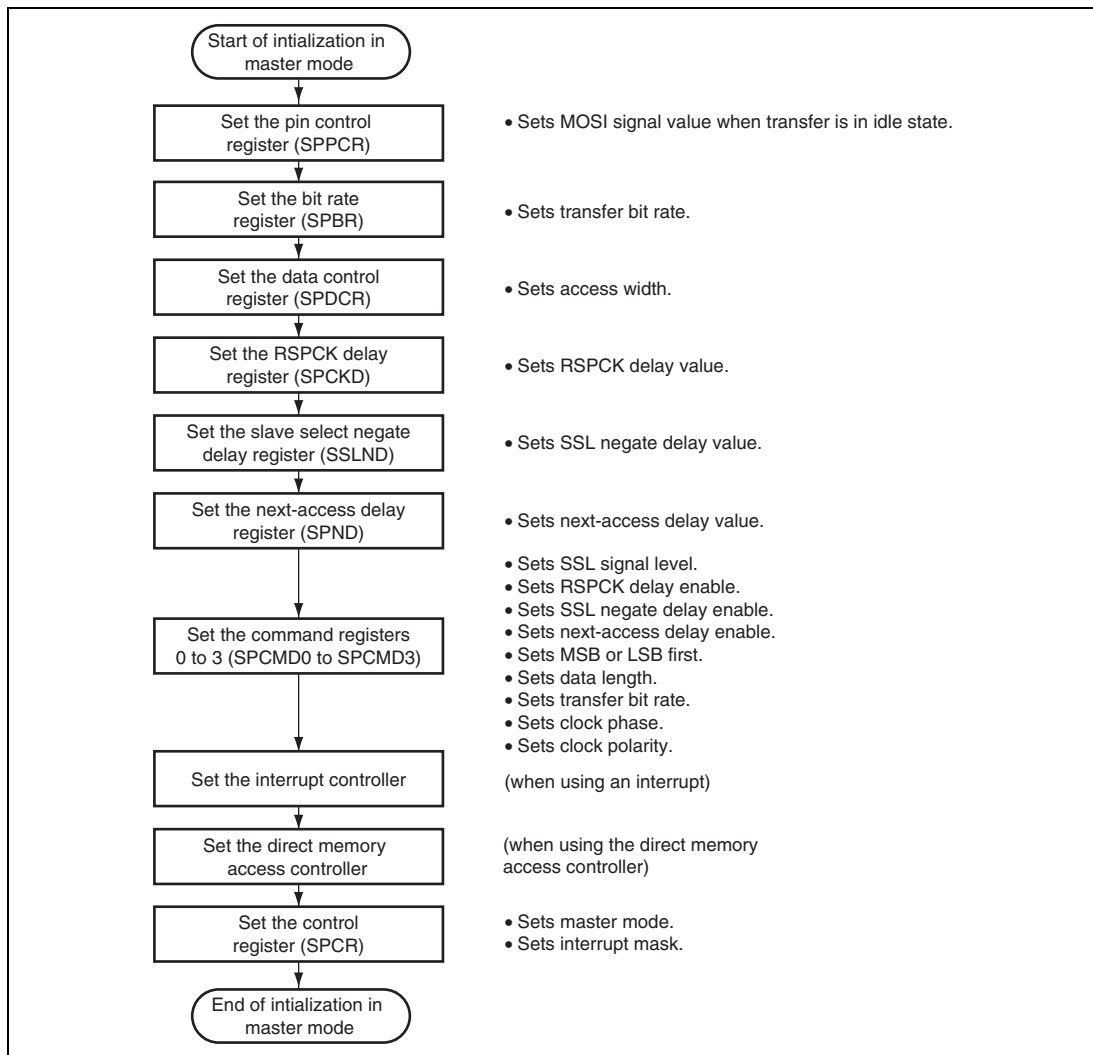 Start of intialization in
master mode
Set the pin control
register (SPPCR)
• Sets MOSI signal value when transfer is in idle state.
Set the bit rate
register (SPBR)
• Sets transfer bit rate.
Set the data control
register (SPDCR)
• Sets access width.
Set the RSPCK delay
register (SPCKD)
• Sets RSPCK delay value.
Set the slave select negate
delay register (SSLND)
• Sets SSL negate delay value.
Set the next-access delay
register (SPND)
• Sets next-access delay value.
Set the command registers
0 to 3 (SPCMD0 to SPCMD3)
• Sets SSL signal level.
• Sets RSPCK delay enable.
• Sets SSL negate delay enable.
• Sets next-access delay enable.
• Sets MSB or LSB first.
• Sets data length.
• Sets transfer bit rate.
• Sets clock phase.
• Sets clock polarity.
Set the interrupt controller
(when using an interrupt)
Set the direct memory
access controller
(when using the direct memory
access controller)
Set the control
register (SPCR)
• Sets master mode.
• Sets interrupt mask.
End of intialization in
master mode